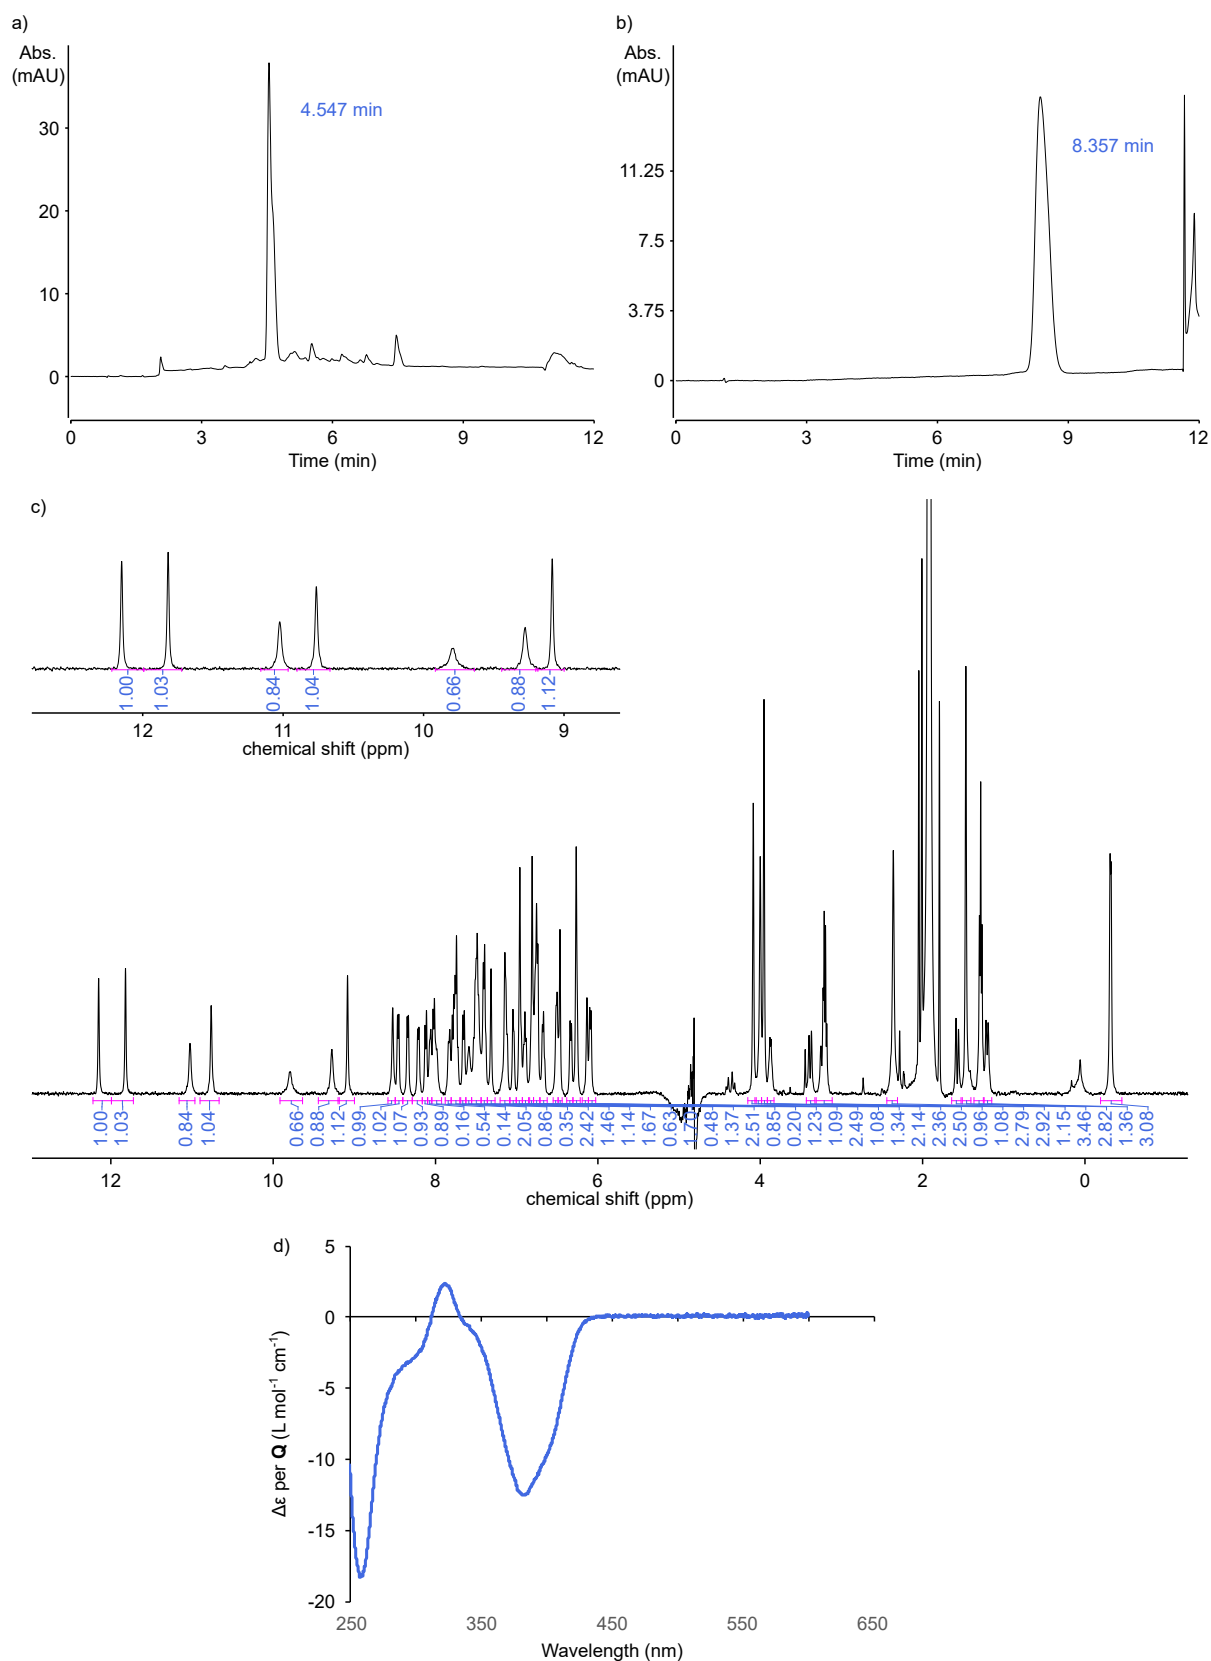 a)
Abs.
(mAU)
4.547 min
30
20
10
0
0 3 6 9 12
Time (min)
b)
Abs.
(mAU)
8.357 min
11.25
7.5
3.75
0
0 3 6 9 12
Time (min)
c)
1.00 1.03 0.84 1.04 0.66 0.88 1.12
12 11 10 9
chemical shift (ppm)
1.00 1.03 0.84 1.04 0.66 0.88 1.12 0.99 1.02 1.07 0.93 0.89 0.16 0.54 0.14 2.05 0.86 0.35 2.42 1.46 1.14 1.67 0.63 1.70 0.48 1.37 2.51 0.85 0.20 1.23 1.09 2.49 1.08 1.34 2.14 2.36 2.50 0.96 1.08 2.79 2.92 1.15 3.46 2.82 1.36 3.08
12 10 8 6 4 2 0
chemical shift (ppm)
d)
5
0
-5
-10
-15
-20
Δε per Q (L mol⁻¹ cm⁻¹)
250 350 450 550 650
Wavelength (nm)